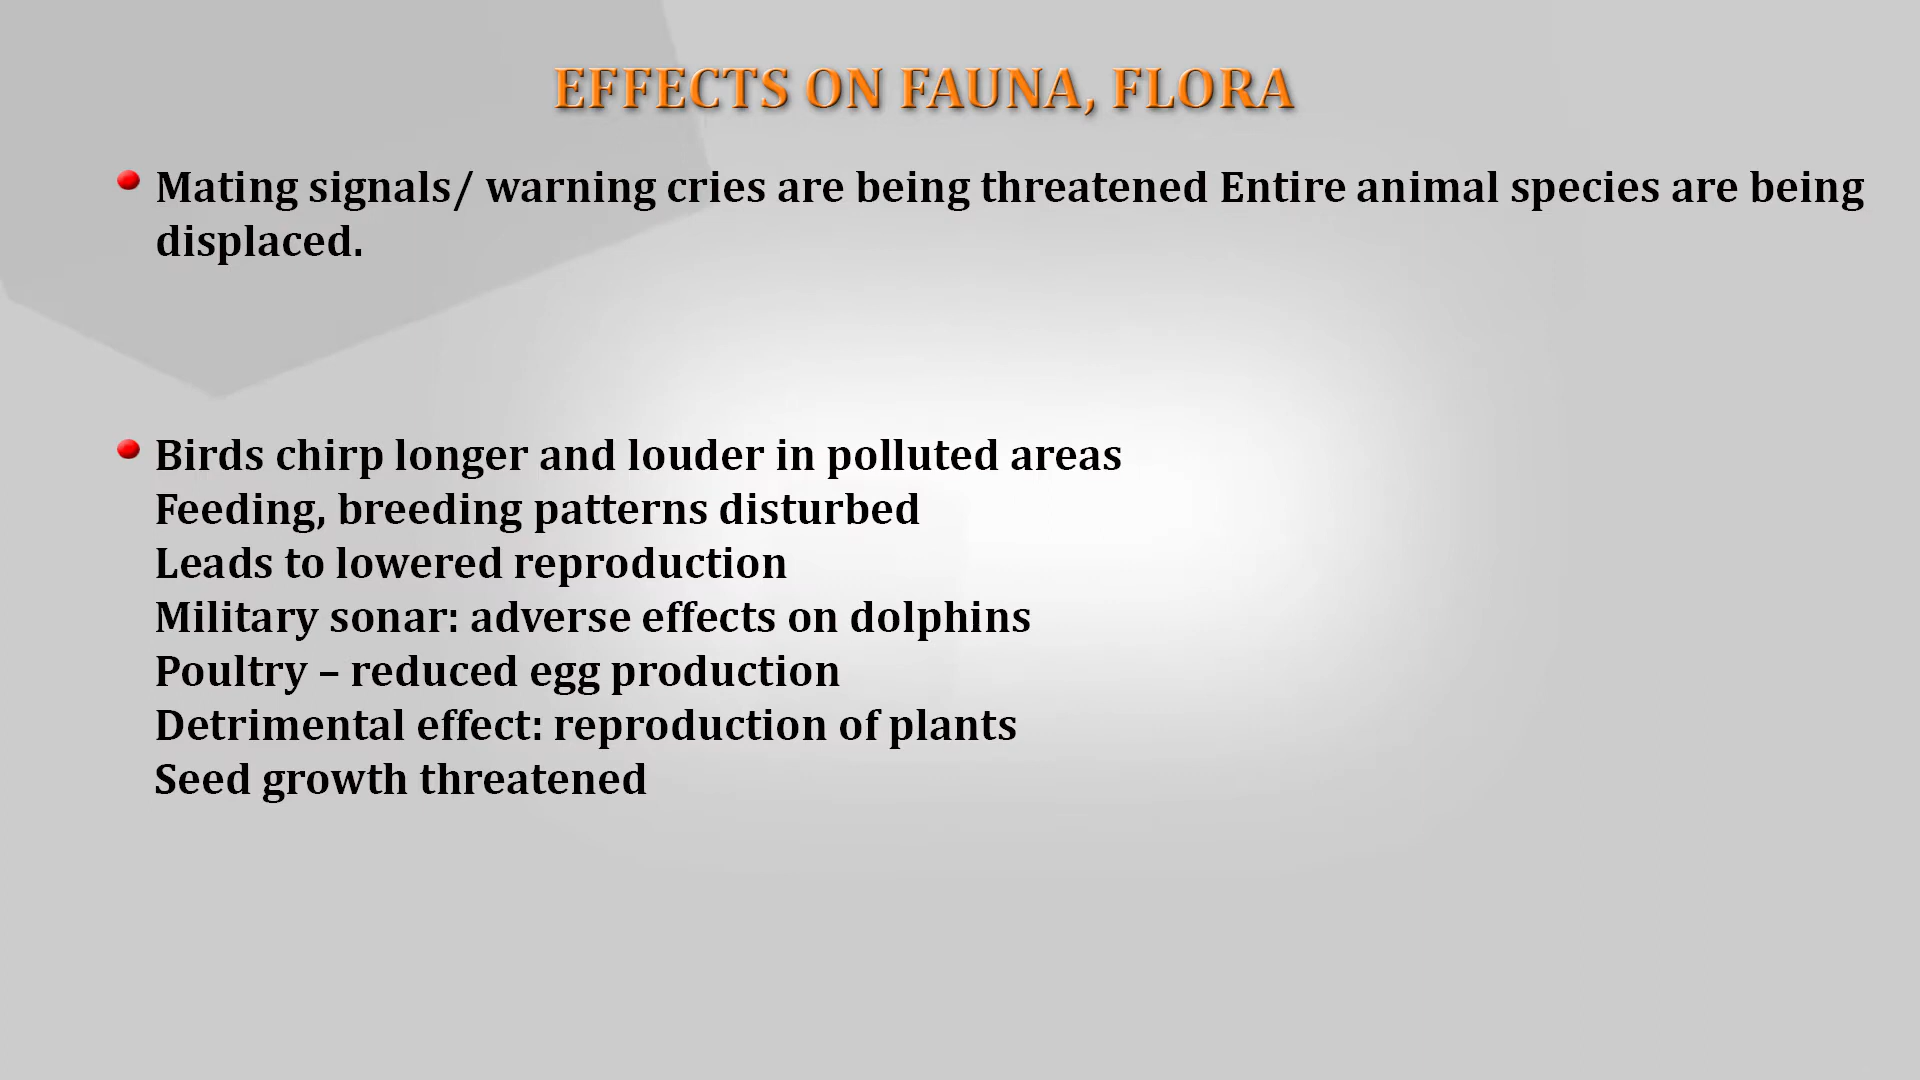 EFFECTS ON FAUNA, FLORA
Mating signals/ warning cries are being threatened Entire animal species are being
displaced.
Birds chirp longer and louder in polluted areas
Feeding, breeding patterns disturbed
Leads to lowered reproduction
Military sonar: adverse effects on dolphins
Poultry – reduced egg production
Detrimental effect: reproduction of plants
Seed growth threatened